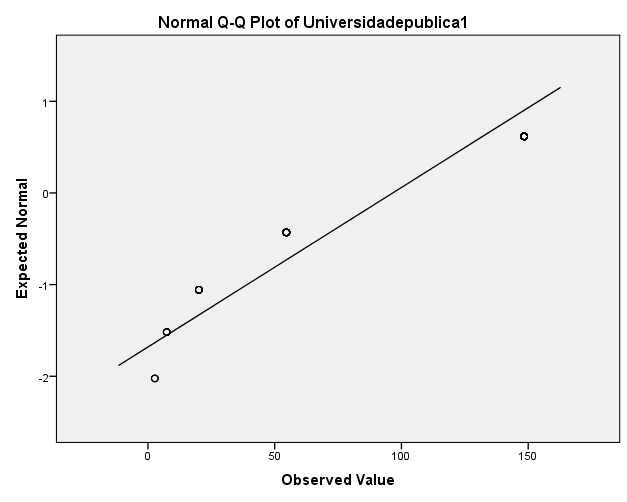 Normal Q-Q Plot of Universidadepublica1
Expected Normal
1
0
-1
-2
0 50 100 150
Observed Value